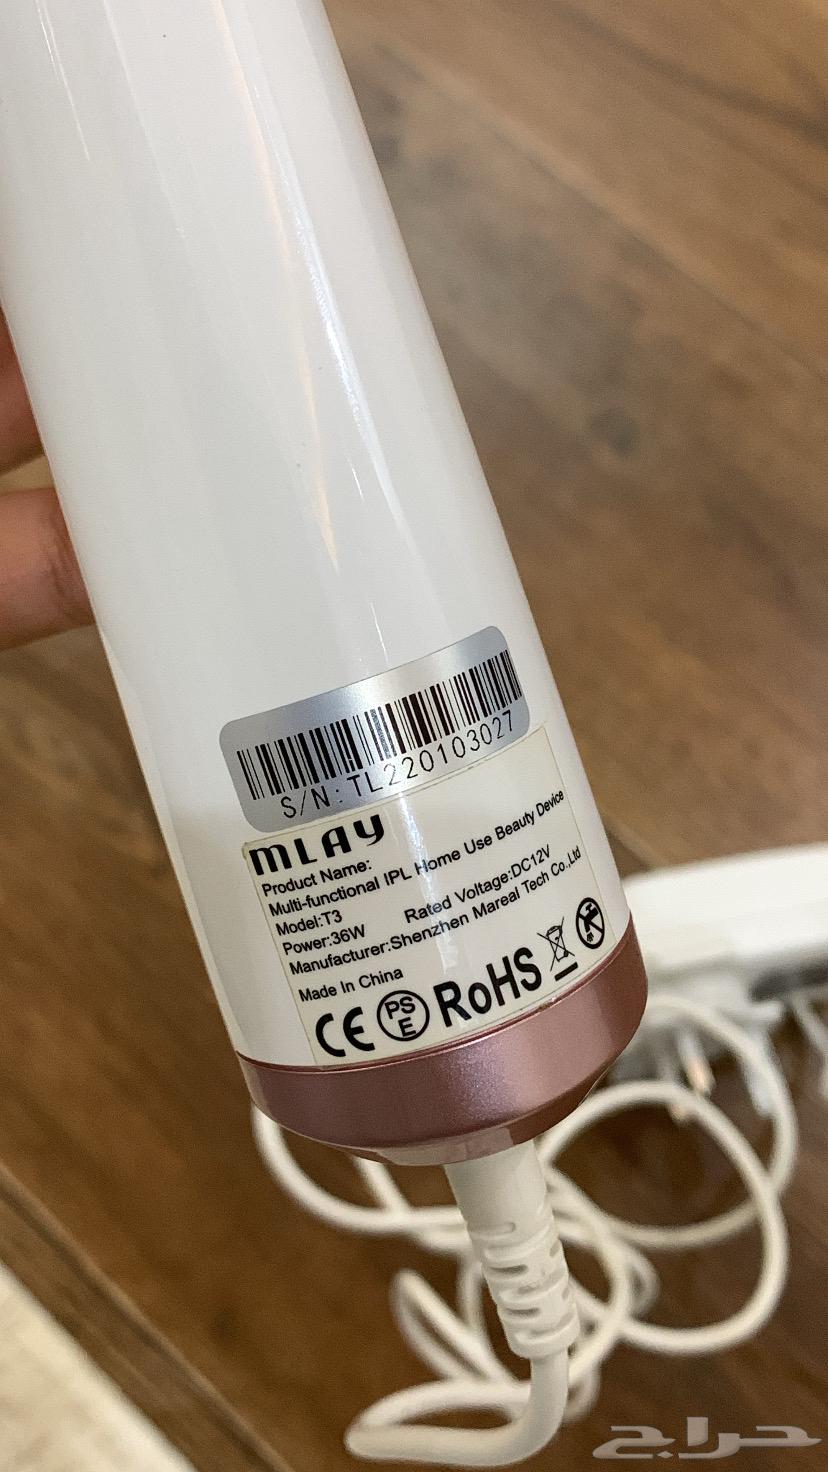 S/N: TL220103027
MLAY
Product Name:
Multi-functional IPL Home Use Beauty Device
Model:T3
Power:36W Rated Voltage:DC12V
Manufacturer:Shenzhen Mareal Tech Co.,Ltd
Made In China
CE PSE RoHS
حراج